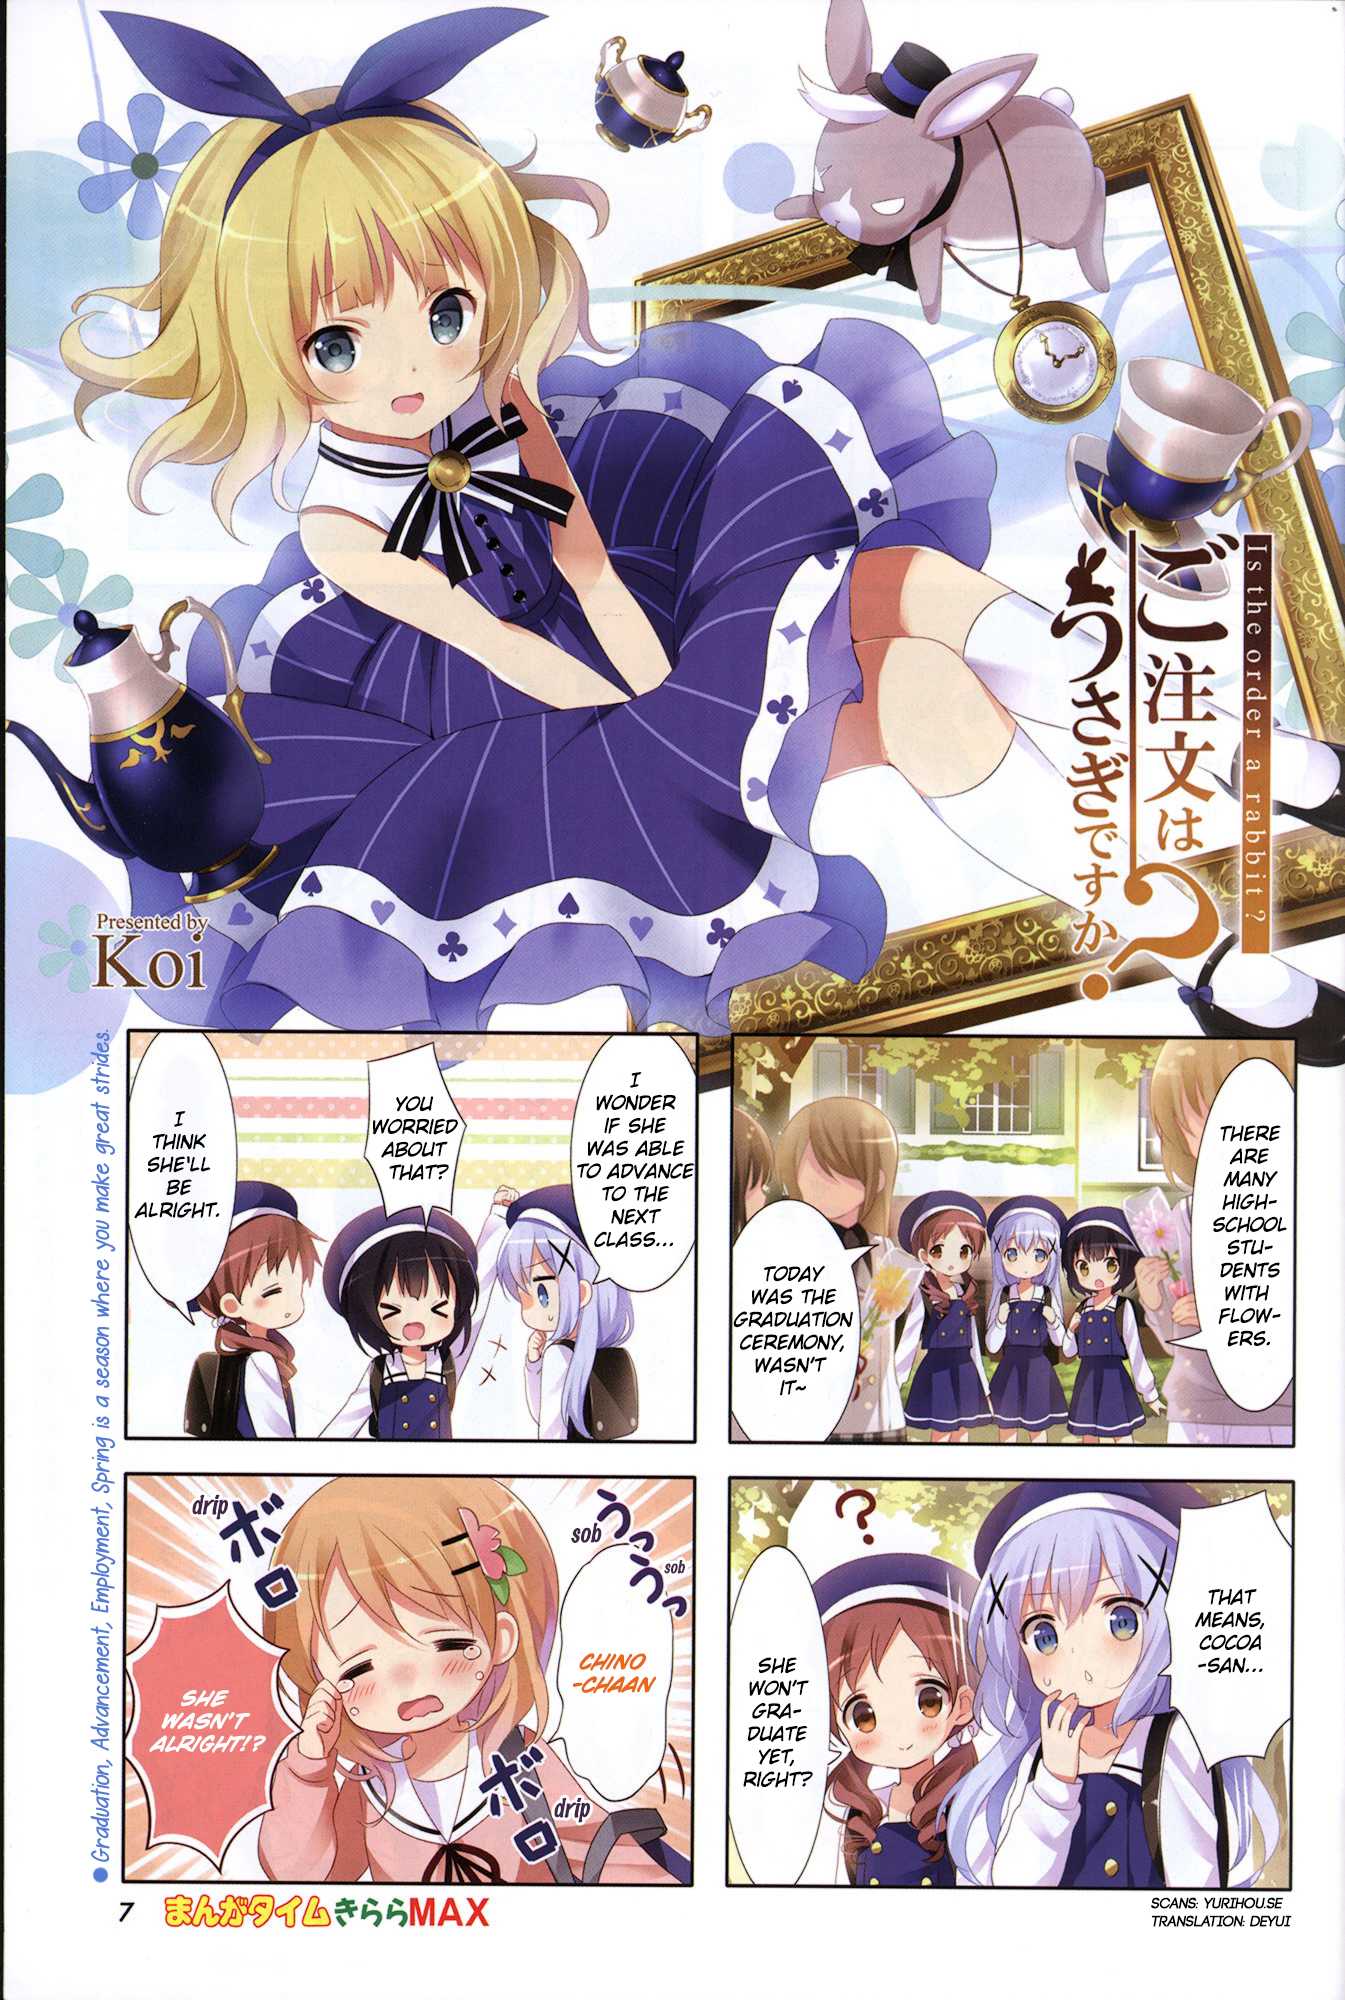 Is the order a rabbit?
ご注文は
うさぎですか?
Presented by
Koi
THERE
ARE
MANY
HIGH-
SCHOOL
STU-
DENTS
WITH
FLOW-
ERS.
TODAY
WAS THE
GRADUATION
CEREMONY,
WASN'T
IT~
THAT
MEANS,
COCOA
-SAN...
?
SHE
WON'T
GRA-
DUATE
YET,
RIGHT?
I
WONDER
IF SHE
WAS ABLE
TO ADVANCE
TO THE
NEXT
CLASS...
YOU
WORRIED
ABOUT
THAT?
I
THINK
SHE'LL
BE
ALRIGHT.
うっ
うっ
sob
sob
CHINO
-CHAAN
ボロ
drip
ボロ
drip
SHE
WASN'T
ALRIGHT!?
● Graduation, Advancement, Employment, Spring is a season where you make great strides.
7
まんがタイムきららMAX
SCANS: YURIHOU.SE
TRANSLATION: DEYUI